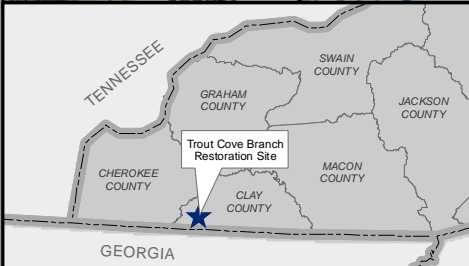 TENNESSEE
SWAIN
COUNTY
GRAHAM
COUNTY
JACKSON
COUNTY
Trout Cove Branch
Restoration Site
CHEROKEE
COUNTY
MACON
COUNTY
CLAY
COUNTY
GEORGIA